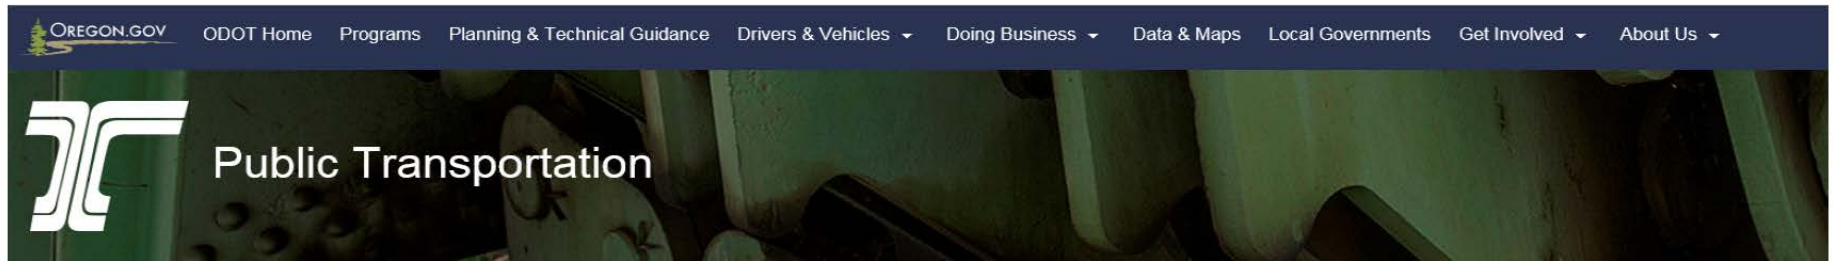 OREGON.GOV ODOT Home Programs Planning & Technical Guidance Drivers & Vehicles Doing Business Data & Maps Local Governments Get Involved About Us
Public Transportation